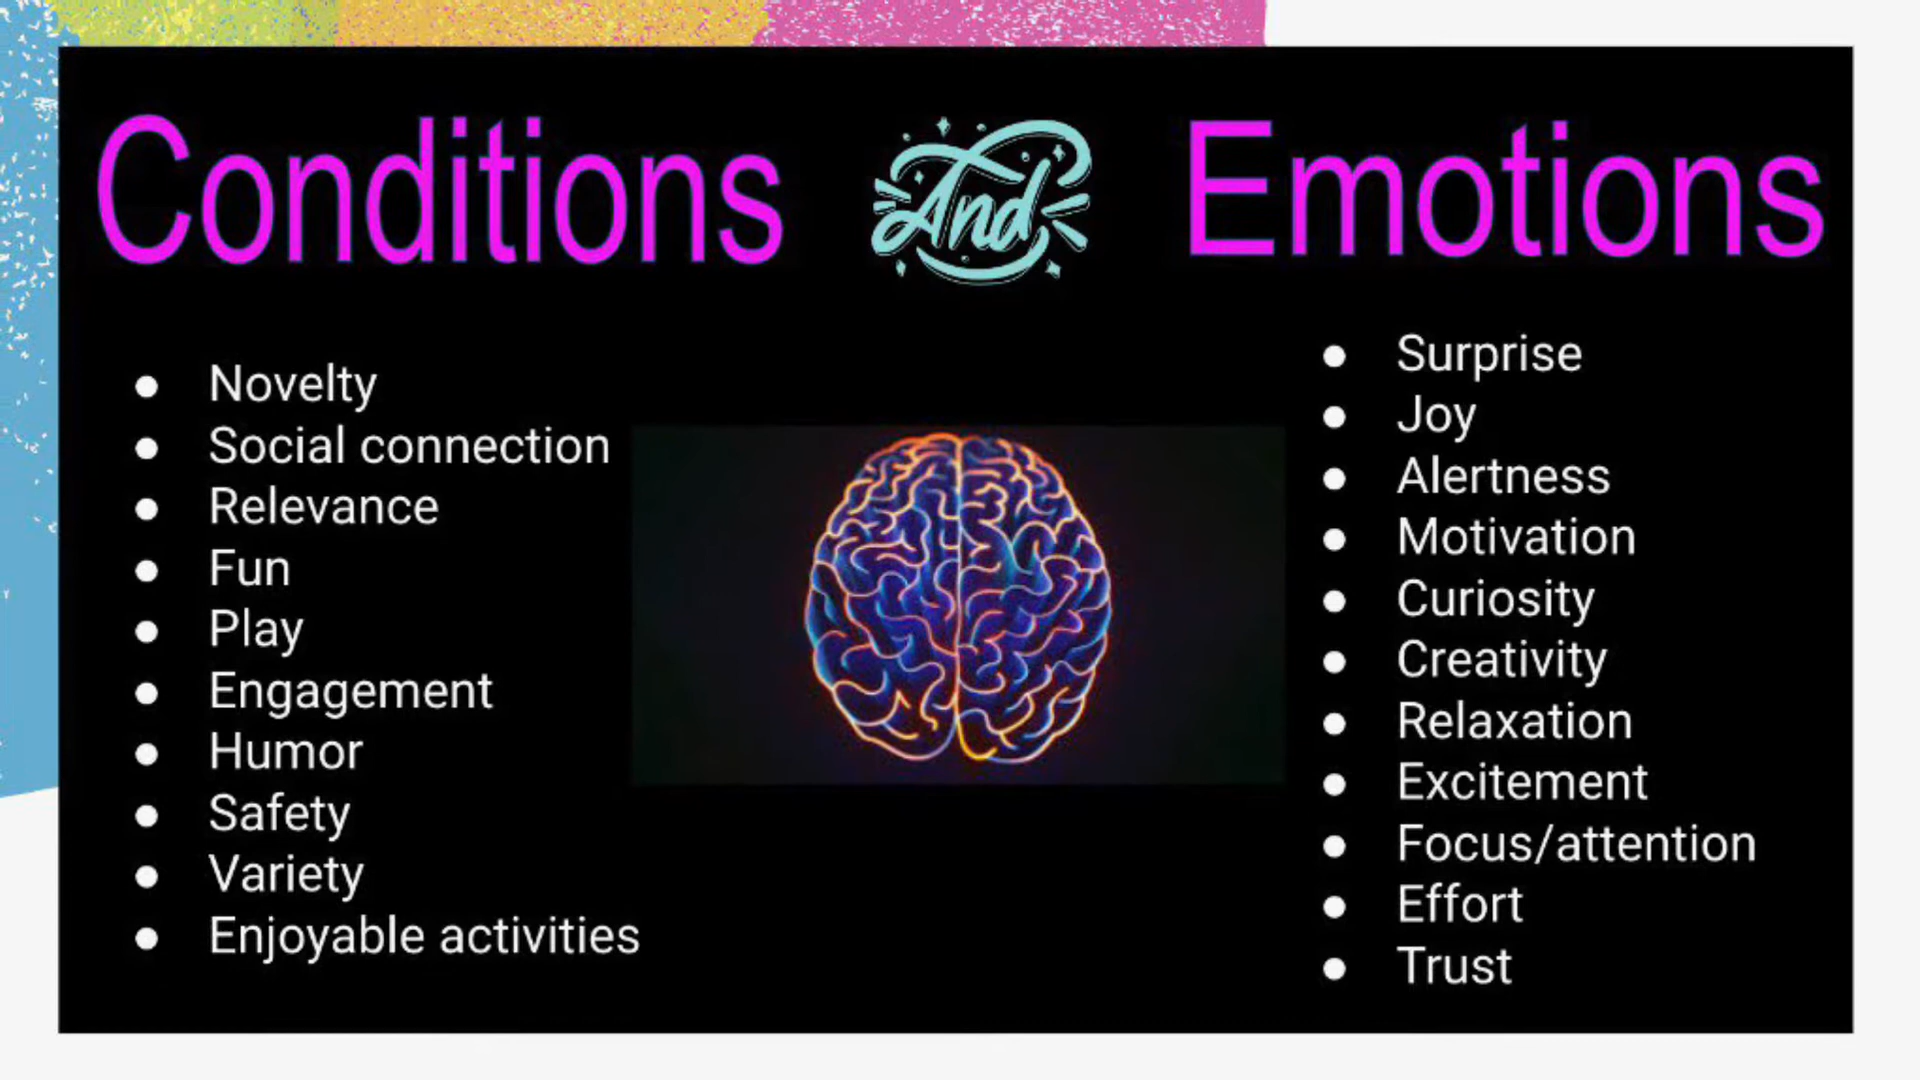 Conditions And Emotions
Novelty
Social connection
Relevance
Fun
Play
Engagement
Humor
Safety
Variety
Enjoyable activities
Surprise
Joy
Alertness
Motivation
Curiosity
Creativity
Relaxation
Excitement
Focus/attention
Effort
Trust